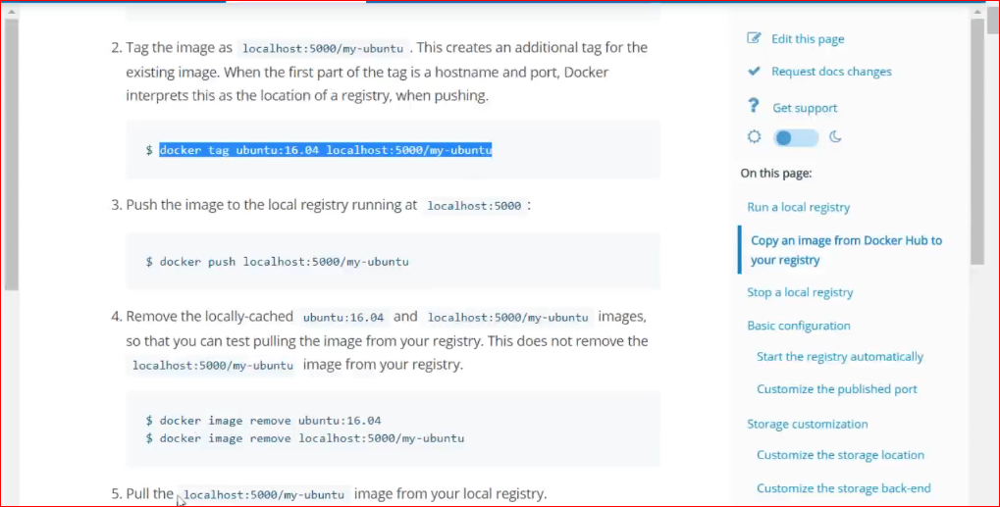 2. Tag the image as localhost:5000/my-ubuntu . This creates an additional tag for the
existing image. When the first part of the tag is a hostname and port, Docker
interprets this as the location of a registry, when pushing.
$ docker tag ubuntu:16.04 localhost:5000/my-ubuntu
3. Push the image to the local registry running at localhost:5000 :
$ docker push localhost:5000/my-ubuntu
4. Remove the locally-cached ubuntu:16.04 and localhost:5000/my-ubuntu images,
so that you can test pulling the image from your registry. This does not remove the
localhost:5000/my-ubuntu image from your registry.
$ docker image remove ubuntu:16.04
$ docker image remove localhost:5000/my-ubuntu
5. Pull the localhost:5000/my-ubuntu image from your local registry.
Edit this page
Request docs changes
Get support
On this page:
Run a local registry
Copy an image from Docker Hub to
your registry
Stop a local registry
Basic configuration
Start the registry automatically
Customize the published port
Storage customization
Customize the storage location
Customize the storage back-end